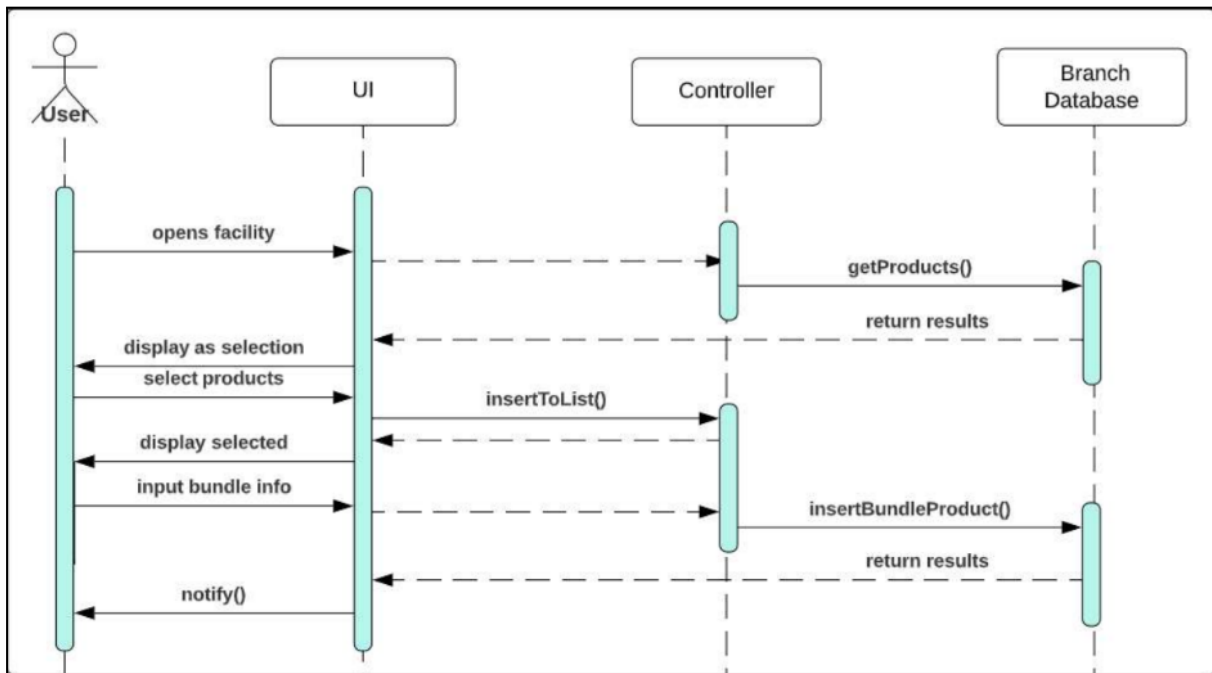 User
UI
Controller
Branch
Database
opens facility
getProducts()
return results
display as selection
select products
insertToList()
display selected
input bundle info
insertBundleProduct()
return results
notify()